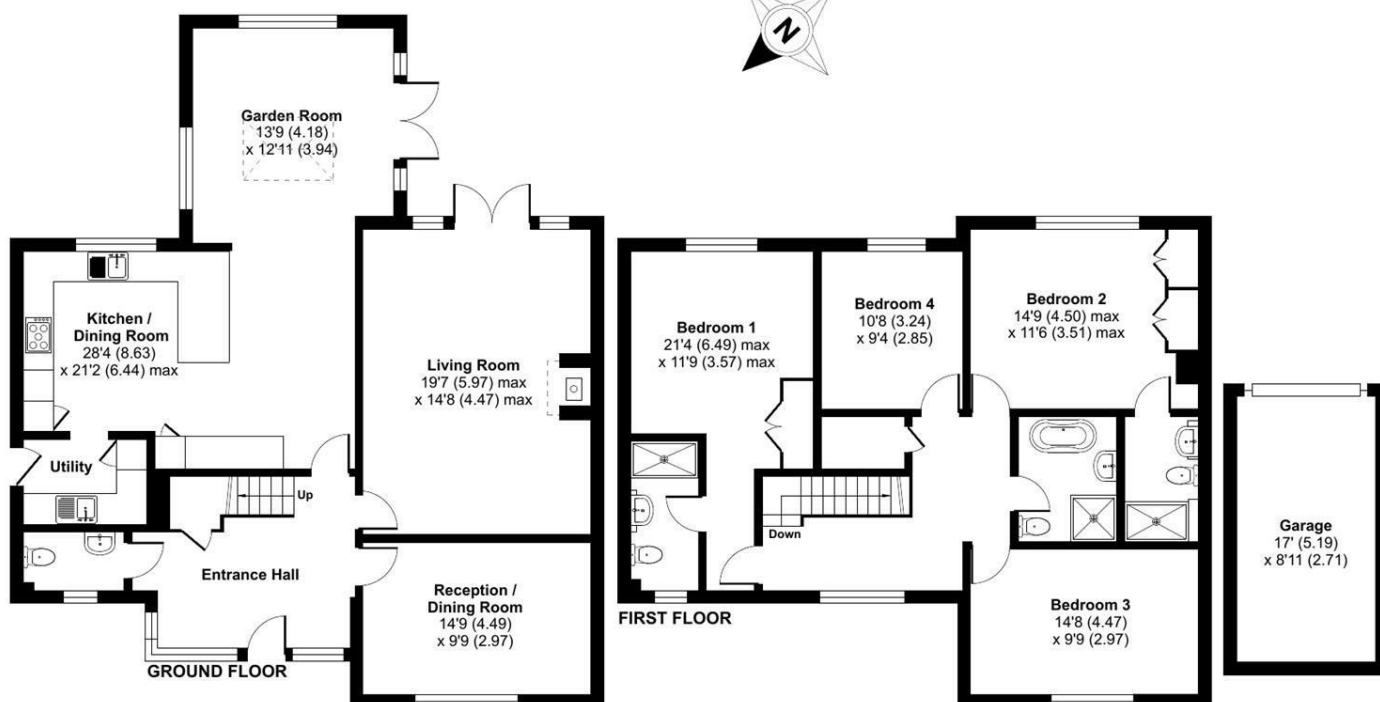 N
Garden Room
13'9 (4.18)
x 12'11 (3.94)
Kitchen /
Dining Room
28'4 (8.63)
x 21'2 (6.44) max
Living Room
19'7 (5.97) max
x 14'8 (4.47) max
Utility
Up
Entrance Hall
Reception /
Dining Room
14'9 (4.49)
x 9'9 (2.97)
GROUND FLOOR
Bedroom 1
21'4 (6.49) max
x 11'9 (3.57) max
Bedroom 4
10'8 (3.24)
x 9'4 (2.85)
Bedroom 2
14'9 (4.50) max
x 11'6 (3.51) max
Down
Bedroom 3
14'8 (4.47)
x 9'9 (2.97)
FIRST FLOOR
Garage
17' (5.19)
x 8'11 (2.71)